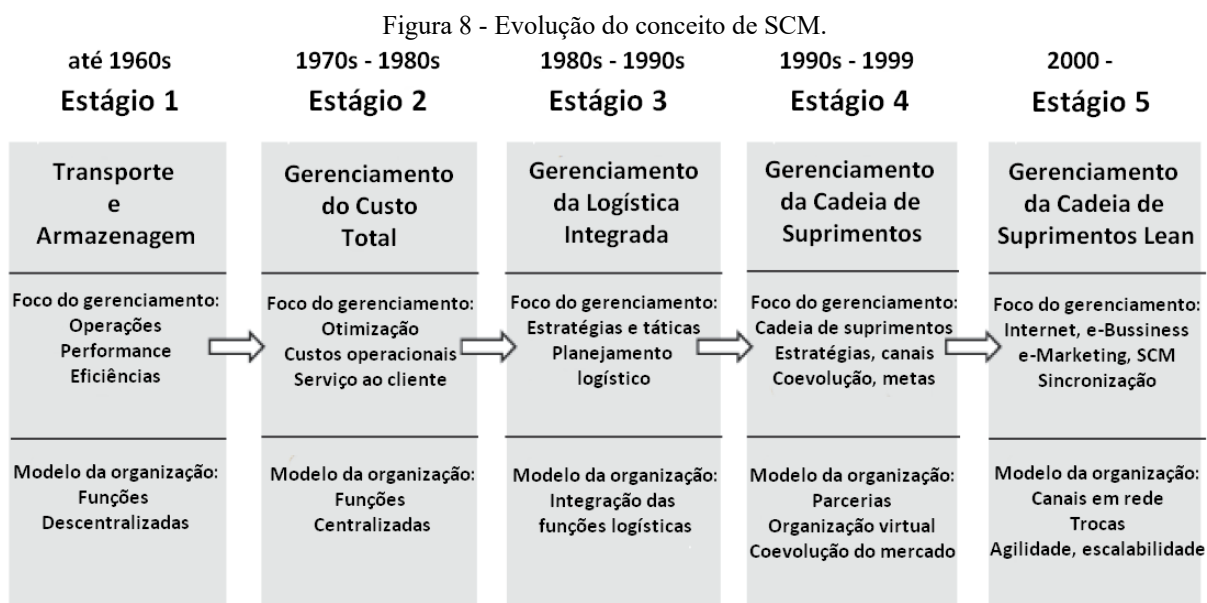 Figura 8 - Evolução do conceito de SCM.
até 1960s
Estágio 1
Transporte
e
Armazenagem
Foco do gerenciamento:
Operações
Performance
Eficiências
Modelo da organização:
Funções
Descentralizadas
1970s - 1980s
Estágio 2
Gerenciamento
do Custo
Total
Foco do gerenciamento:
Otimização
Custos operacionais
Serviço ao cliente
Modelo da organização:
Funções
Centralizadas
1980s - 1990s
Estágio 3
Gerenciamento
da Logística
Integrada
Foco do gerenciamento:
Estratégias e táticas
Planejamento
logístico
Modelo da organização:
Integração das
funções logísticas
1990s - 1999
Estágio 4
Gerenciamento
da Cadeia de
Suprimentos
Foco do gerenciamento:
Cadeia de suprimentos
Estratégias, canais
Coevolução, metas
Modelo da organização:
Parcerias
Organização virtual
Coevolução do mercado
2000 -
Estágio 5
Gerenciamento
da Cadeia de
Suprimentos Lean
Foco do gerenciamento:
Internet, e-Bussiness
e-Marketing, SCM
Sincronização
Modelo da organização:
Canais em rede
Trocas
Agilidade, escalabilidade